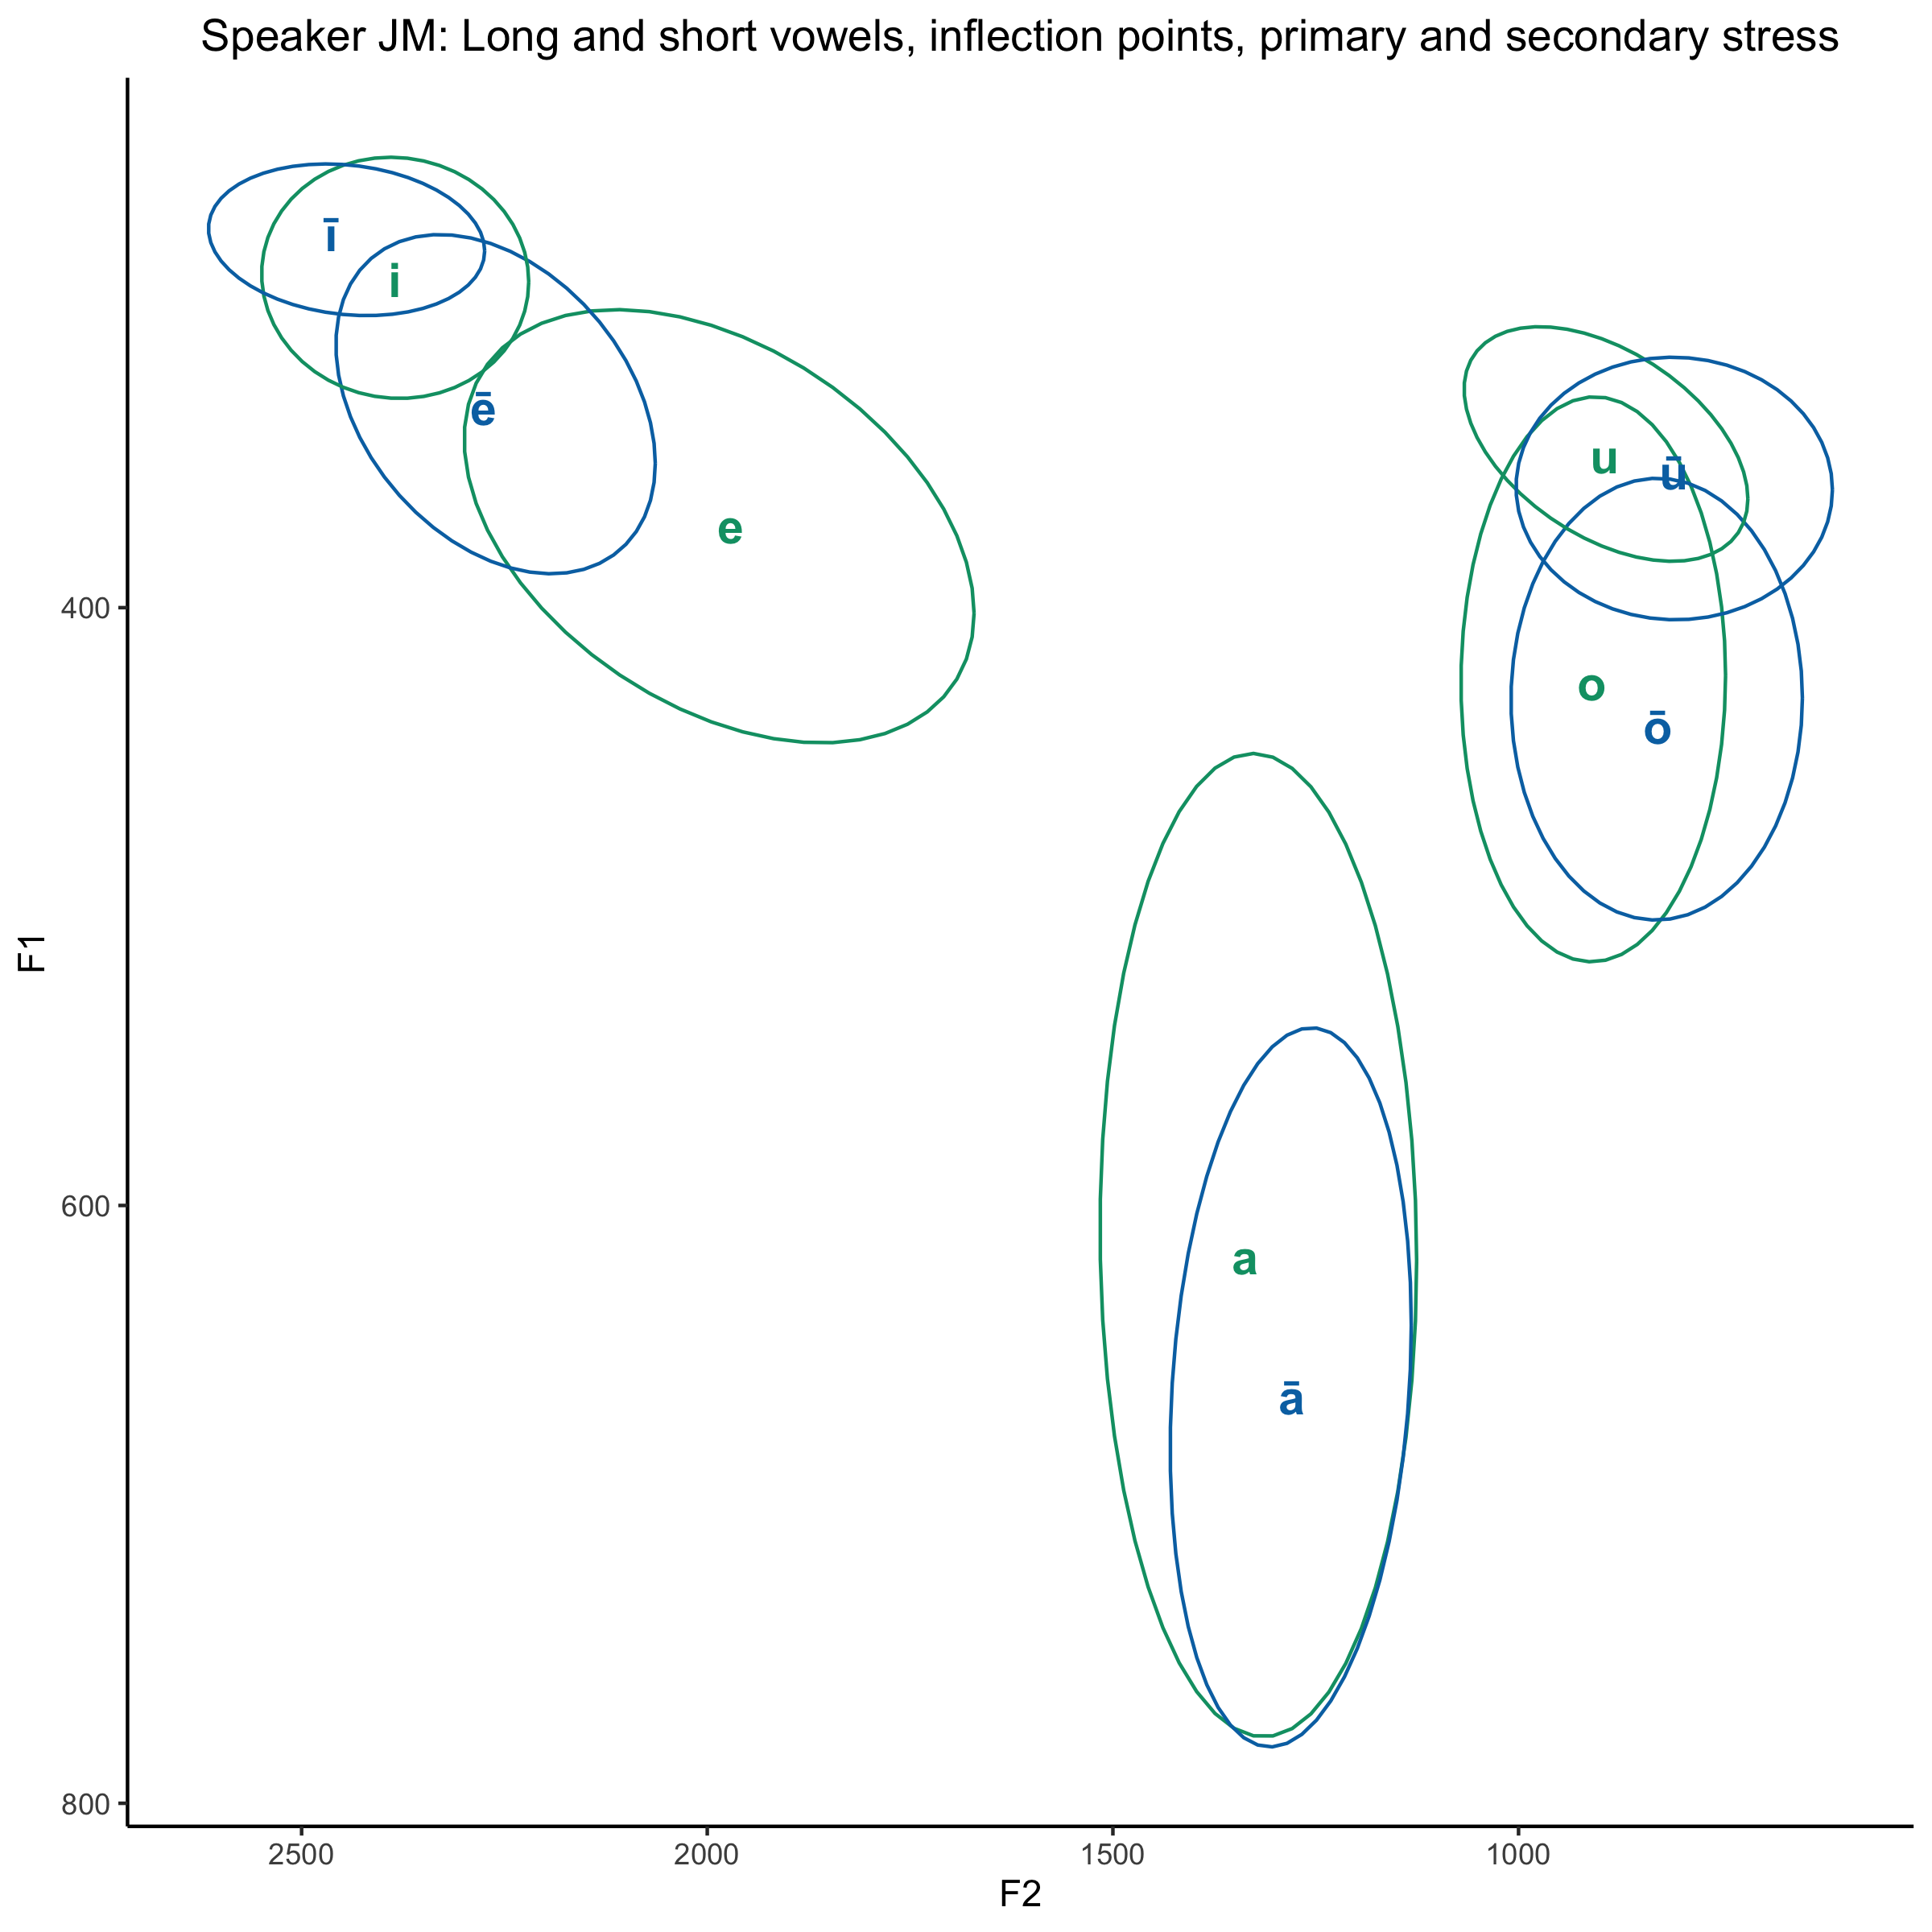 Speaker JM: Long and short vowels, inflection points, primary and secondary stress
ī
i
ē
e
u
ū
o
ō
a
ā
400
600
800
F1
2500
2000
1500
1000
F2